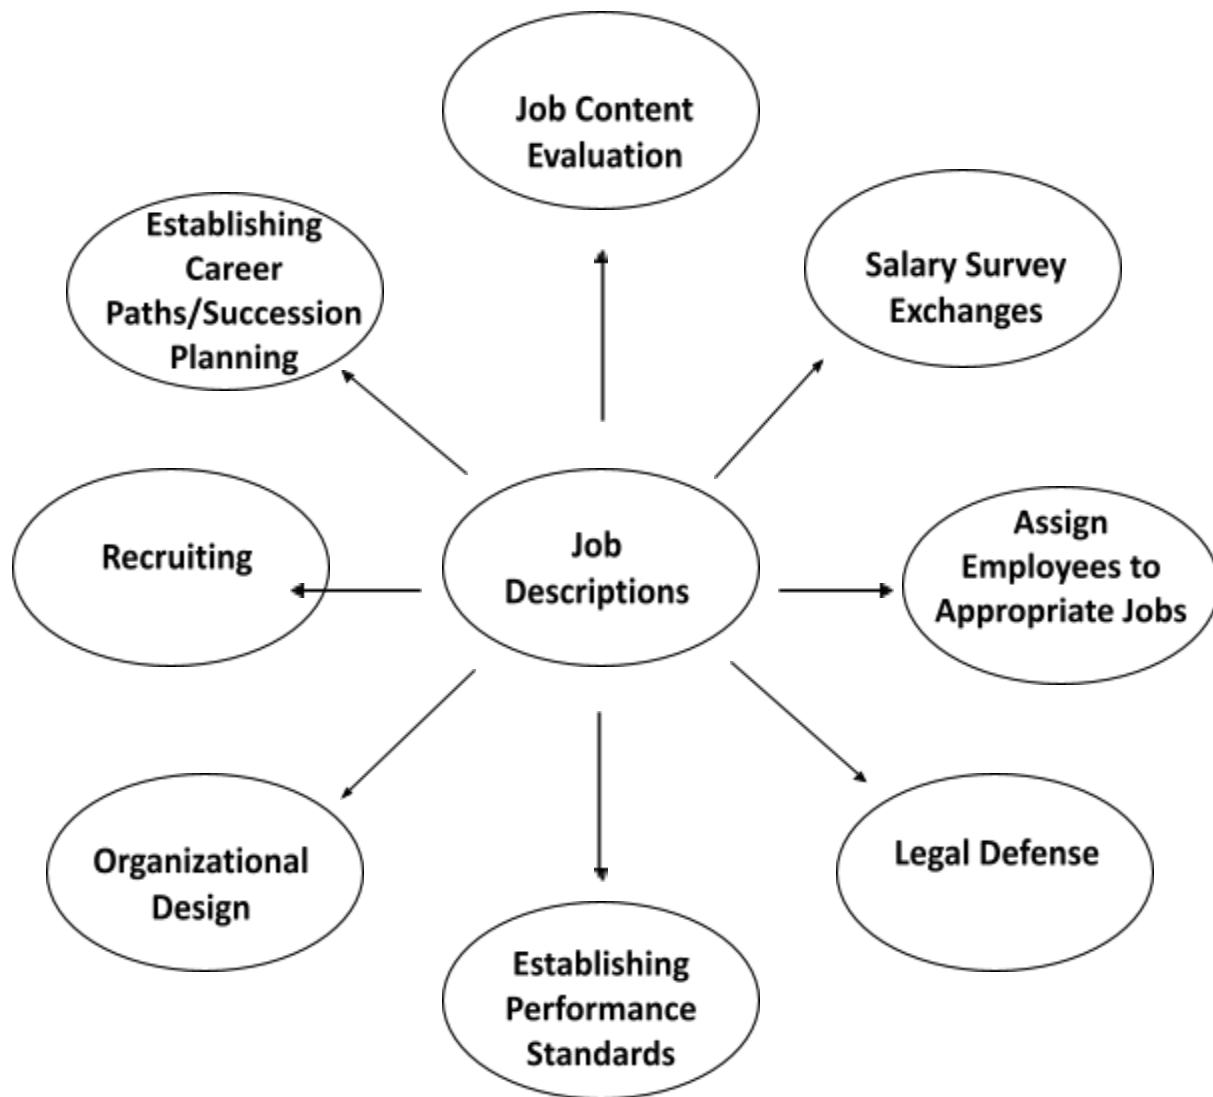 Job Content
Evaluation
Establishing
Career
Paths/Succession
Planning
Salary Survey
Exchanges
Recruiting
Job
Descriptions
Assign
Employees to
Appropriate Jobs
Organizational
Design
Legal Defense
Establishing
Performance
Standards